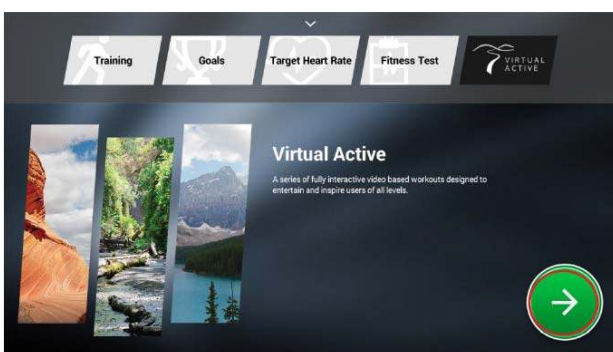 Training
Goals
Target Heart Rate
Fitness Test
VIRTUAL
ACTIVE
Virtual Active
A series of fully interactive video based workouts designed to
entertain and inspire users of all levels.